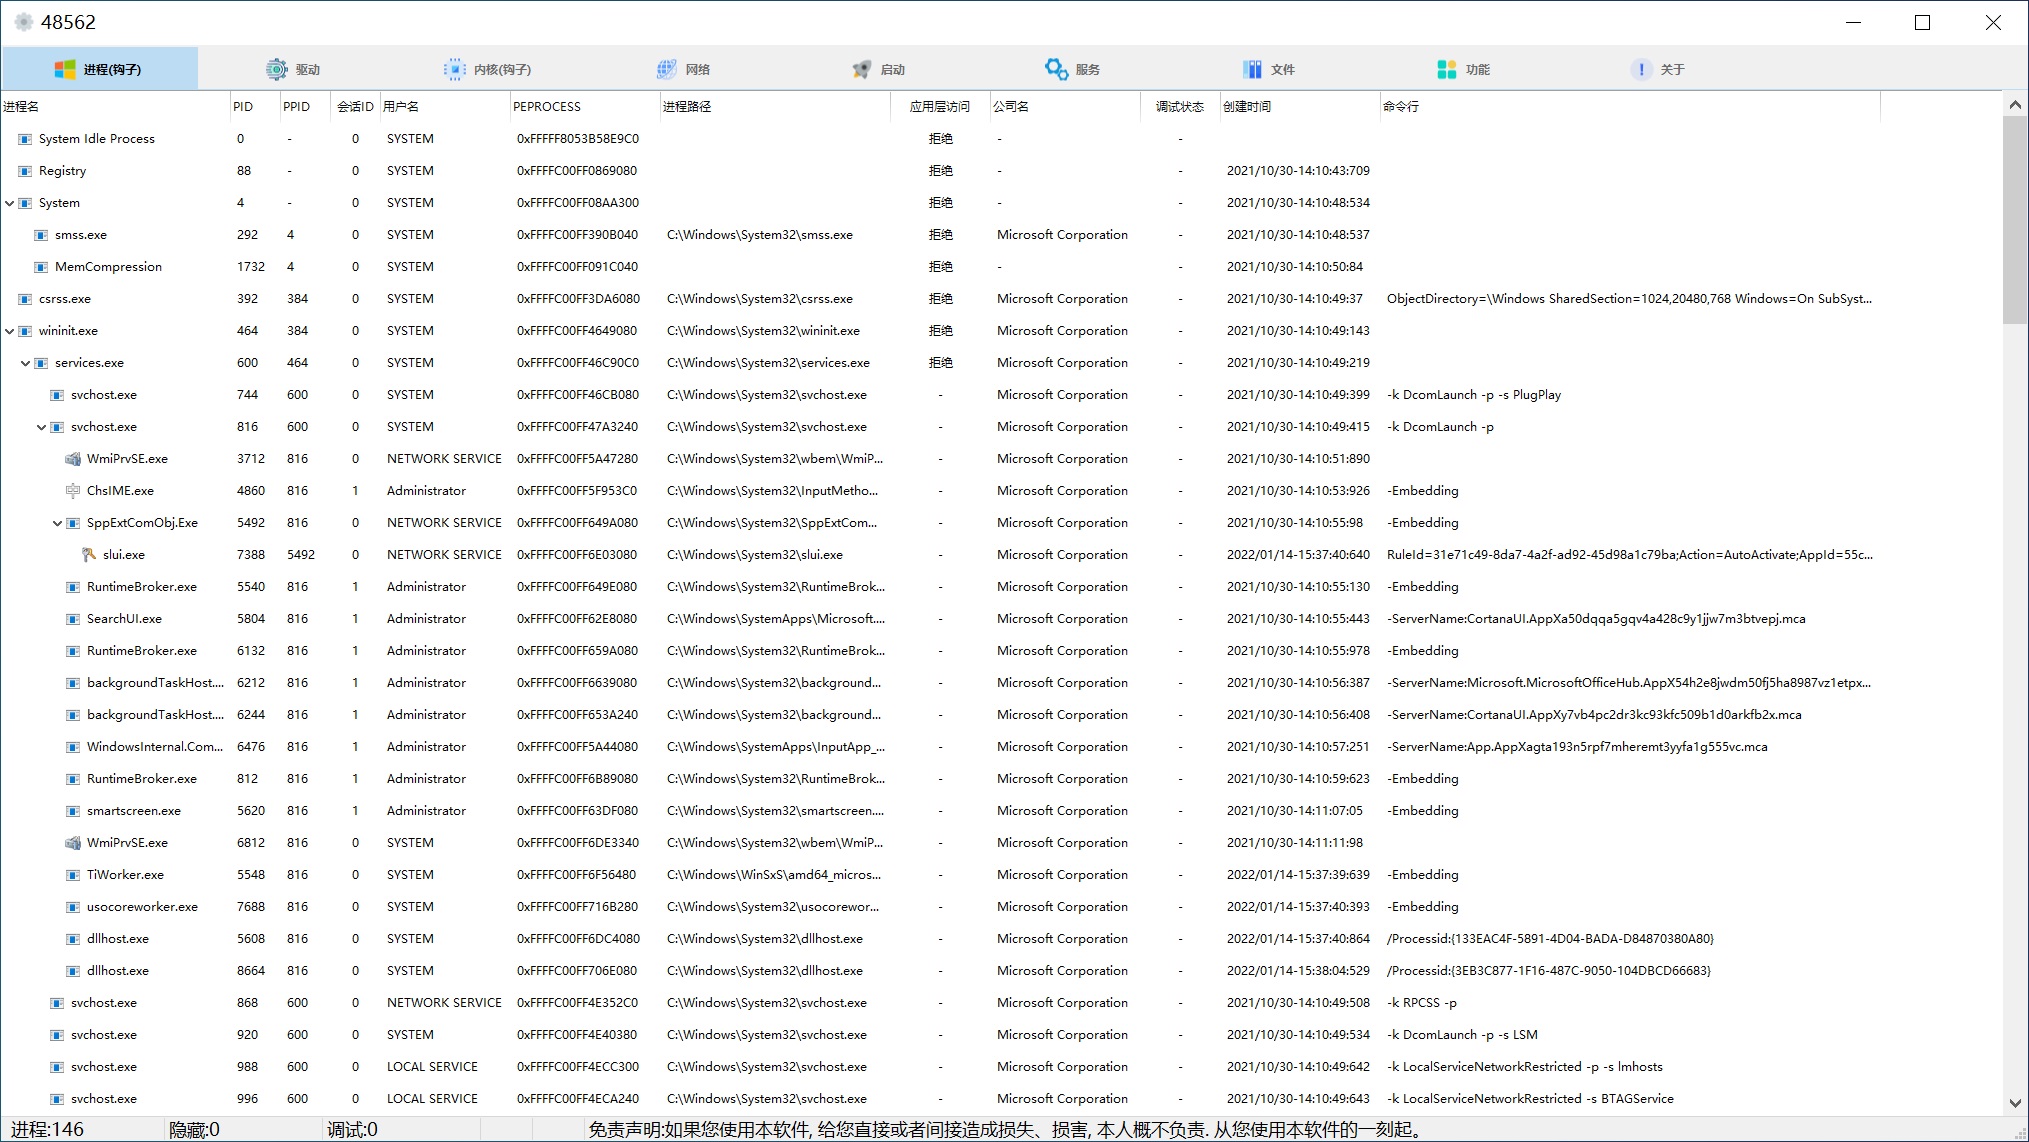 48562
进程(钩子) 驱动 内核(钩子) 网络 启动 服务 文件 功能 关于
进程名 PID PPID 会话ID 用户名 PEPROCESS 进程路径 应用层访问 公司名 调试状态 创建时间 命令行
System Idle Process 0 - 0 SYSTEM 0xFFFFF8053B58E9C0 拒绝 - -
Registry 88 - 0 SYSTEM 0xFFFFC00FF0869080 拒绝 - - 2021/10/30-14:10:43:709
System 4 - 0 SYSTEM 0xFFFFC00FF08AA300 拒绝 - - 2021/10/30-14:10:48:534
smss.exe 292 4 0 SYSTEM 0xFFFFC00FF390B040 C:\Windows\System32\smss.exe 拒绝 Microsoft Corporation - 2021/10/30-14:10:48:537
MemCompression 1732 4 0 SYSTEM 0xFFFFC00FF091C040 拒绝 - - 2021/10/30-14:10:50:84
csrss.exe 392 384 0 SYSTEM 0xFFFFC00FF3DA6080 C:\Windows\System32\csrss.exe 拒绝 Microsoft Corporation - 2021/10/30-14:10:49:37 ObjectDirectory=\Windows SharedSection=1024,20480,768 Windows=On SubSyst...
wininit.exe 464 384 0 SYSTEM 0xFFFFC00FF4649080 C:\Windows\System32\wininit.exe 拒绝 Microsoft Corporation - 2021/10/30-14:10:49:143
services.exe 600 464 0 SYSTEM 0xFFFFC00FF46C90C0 C:\Windows\System32\services.exe 拒绝 Microsoft Corporation - 2021/10/30-14:10:49:219
svchost.exe 744 600 0 SYSTEM 0xFFFFC00FF46CB080 C:\Windows\System32\svchost.exe - Microsoft Corporation - 2021/10/30-14:10:49:399 -k DcomLaunch -p -s PlugPlay
svchost.exe 816 600 0 SYSTEM 0xFFFFC00FF47A3240 C:\Windows\System32\svchost.exe - Microsoft Corporation - 2021/10/30-14:10:49:415 -k DcomLaunch -p
WmiPrvSE.exe 3712 816 0 NETWORK SERVICE 0xFFFFC00FF5A47280 C:\Windows\System32\wbem\WmiP... - Microsoft Corporation - 2021/10/30-14:10:51:890
ChsIME.exe 4860 816 1 Administrator 0xFFFFC00FF5F953C0 C:\Windows\System32\InputMetho... - Microsoft Corporation - 2021/10/30-14:10:53:926 -Embedding
SppExtComObj.Exe 5492 816 0 NETWORK SERVICE 0xFFFFC00FF649A080 C:\Windows\System32\SppExtCom... - Microsoft Corporation - 2021/10/30-14:10:55:98 -Embedding
slui.exe 7388 5492 0 NETWORK SERVICE 0xFFFFC00FF6E03080 C:\Windows\System32\slui.exe - Microsoft Corporation - 2022/01/14-15:37:40:640 RuleId=31e71c49-8da7-4a2f-ad92-45d98a1c79ba;Action=AutoActivate;AppId=55c...
RuntimeBroker.exe 5540 816 1 Administrator 0xFFFFC00FF649E080 C:\Windows\System32\RuntimeBrok... - Microsoft Corporation - 2021/10/30-14:10:55:130 -Embedding
SearchUI.exe 5804 816 1 Administrator 0xFFFFC00FF62E8080 C:\Windows\SystemApps\Microsoft.... - Microsoft Corporation - 2021/10/30-14:10:55:443 -ServerName:CortanaUI.AppXa50dqqa5gqv4a428c9y1jjw7m3btvepj.mca
RuntimeBroker.exe 6132 816 1 Administrator 0xFFFFC00FF659A080 C:\Windows\System32\RuntimeBrok... - Microsoft Corporation - 2021/10/30-14:10:55:978 -Embedding
backgroundTaskHost.... 6212 816 1 Administrator 0xFFFFC00FF6639080 C:\Windows\System32\background... - Microsoft Corporation - 2021/10/30-14:10:56:387 -ServerName:Microsoft.MicrosoftOfficeHub.AppX54h2e8jwdm50fj5ha8987vz1etpx...
backgroundTaskHost.... 6244 816 1 Administrator 0xFFFFC00FF653A240 C:\Windows\System32\background... - Microsoft Corporation - 2021/10/30-14:10:56:408 -ServerName:CortanaUI.AppXy7vb4pc2dr3kc93kfc509b1d0arkfb2x.mca
WindowsInternal.Com... 6476 816 1 Administrator 0xFFFFC00FF5A44080 C:\Windows\SystemApps\InputApp_... - Microsoft Corporation - 2021/10/30-14:10:57:251 -ServerName:App.AppXagta193n5rpf7mheremt3yyfa1g555vc.mca
RuntimeBroker.exe 812 816 1 Administrator 0xFFFFC00FF6B89080 C:\Windows\System32\RuntimeBrok... - Microsoft Corporation - 2021/10/30-14:10:59:623 -Embedding
smartscreen.exe 5620 816 1 Administrator 0xFFFFC00FF63DF080 C:\Windows\System32\smartscreen.... - Microsoft Corporation - 2021/10/30-14:11:07:05 -Embedding
WmiPrvSE.exe 6812 816 0 SYSTEM 0xFFFFC00FF6DE3340 C:\Windows\System32\wbem\WmiP... - Microsoft Corporation - 2021/10/30-14:11:11:98
TiWorker.exe 5548 816 0 SYSTEM 0xFFFFC00FF6F56480 C:\Windows\WinSxS\amd64_micros... - Microsoft Corporation - 2022/01/14-15:37:39:639 -Embedding
usocoreworker.exe 7688 816 0 SYSTEM 0xFFFFC00FF716B280 C:\Windows\System32\usocorewor... - Microsoft Corporation - 2022/01/14-15:37:40:393 -Embedding
dllhost.exe 5608 816 0 SYSTEM 0xFFFFC00FF6DC4080 C:\Windows\System32\dllhost.exe - Microsoft Corporation - 2022/01/14-15:37:40:864 /Processid:{133EAC4F-5891-4D04-BADA-D84870380A80}
dllhost.exe 8664 816 0 SYSTEM 0xFFFFC00FF706E080 C:\Windows\System32\dllhost.exe - Microsoft Corporation - 2022/01/14-15:38:04:529 /Processid:{3EB3C877-1F16-487C-9050-104DBCD66683}
svchost.exe 868 600 0 NETWORK SERVICE 0xFFFFC00FF4E352C0 C:\Windows\System32\svchost.exe - Microsoft Corporation - 2021/10/30-14:10:49:508 -k RPCSS -p
svchost.exe 920 600 0 SYSTEM 0xFFFFC00FF4E40380 C:\Windows\System32\svchost.exe - Microsoft Corporation - 2021/10/30-14:10:49:534 -k DcomLaunch -p -s LSM
svchost.exe 988 600 0 LOCAL SERVICE 0xFFFFC00FF4ECC300 C:\Windows\System32\svchost.exe - Microsoft Corporation - 2021/10/30-14:10:49:642 -k LocalServiceNetworkRestricted -p -s lmhosts
svchost.exe 996 600 0 LOCAL SERVICE 0xFFFFC00FF4ECA240 C:\Windows\System32\svchost.exe - Microsoft Corporation - 2021/10/30-14:10:49:643 -k LocalServiceNetworkRestricted -s BTAGService
进程:146 隐藏:0 调试:0 免责声明:如果您使用本软件, 给您直接或者间接造成损失、损害, 本人概不负责. 从您使用本软件的一刻起。